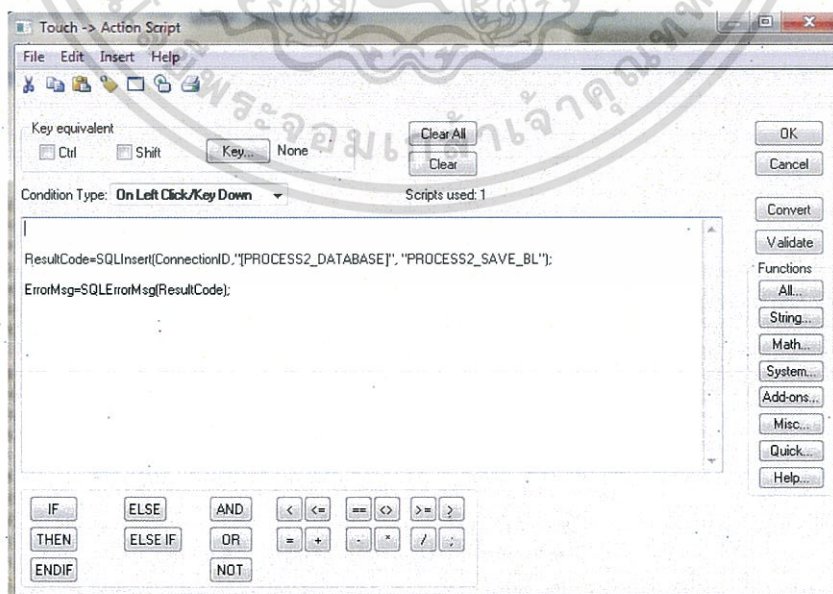 Touch -> Action Script
File Edit Insert Help
Key equivalent
Ctrl Shift Key... None
Clear All
Clear
OK
Cancel
Condition Type: On Left Click/Key Down
Scripts used: 1
Convert
Validate
ResultCode=SQLInsert(ConnectionID,"[PROCESS2_DATABASE]", "PROCESS2_SAVE_BL");
ErrorMsg=SQLErrorMsg(ResultCode);
Functions
All...
String...
Math...
System...
Add-ons...
Misc...
Quick...
Help...
IF ELSE AND < <= == <> >= >
THEN ELSE IF OR = + - * / ;
ENDIF NOT